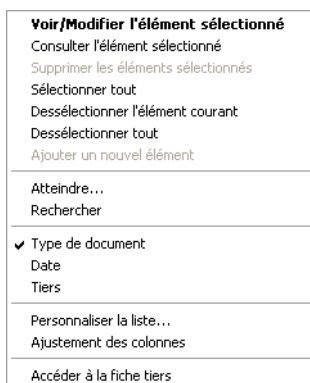 Voir/Modifier l'élément sélectionné
Consulter l'élément sélectionné
Supprimer les éléments sélectionnés
Sélectionner tout
Dessélectionner l'élément courant
Dessélectionner tout
Ajouter un nouvel élément
Atteindre...
Rechercher
Type de document
Date
Tiers
Personnaliser la liste...
Ajustement des colonnes
Accéder à la fiche tiers